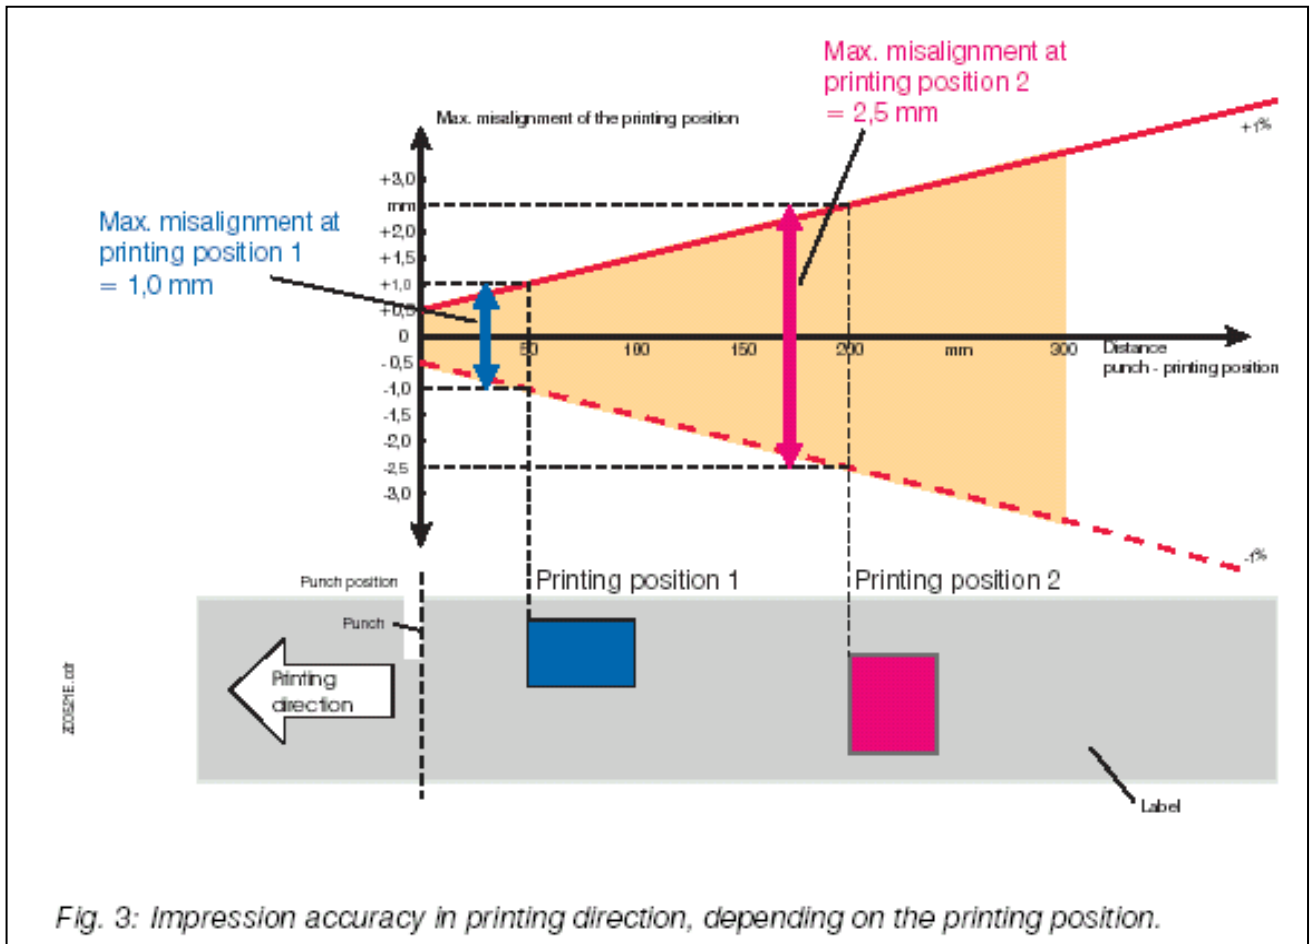 Max. misalignment at
printing position 2
= 2,5 mm
Max. misalignment of the printing position
+1%
+3,0
mm
+2,0
+1,5
+1,0
+0,5
0
-0,5
-1,0
-1,5
-2,0
-2,5
-3,0
Max. misalignment at
printing position 1
= 1,0 mm
50
100
150
200
mm
300
Distance
punch - printing position
-1%
Punch position
Printing position 1
Printing position 2
Punch
Printing
direction
Label
Z00521E.cdr
Fig. 3: Impression accuracy in printing direction, depending on the printing position.